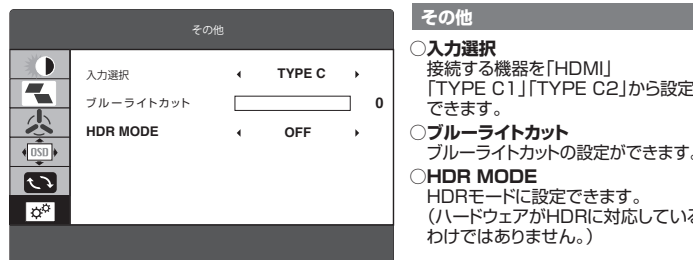 その他
入力選択 TYPE C
ブルーライトカット 0
HDR MODE OFF
OSD
その他
○入力選択
接続する機器を「HDMI」
「TYPE C1」「TYPE C2」から設定
できます。
○ブルーライトカット
ブルーライトカットの設定ができます。
○HDR MODE
HDRモードに設定できます。
(ハードウェアがHDRに対応している
わけではありません。)